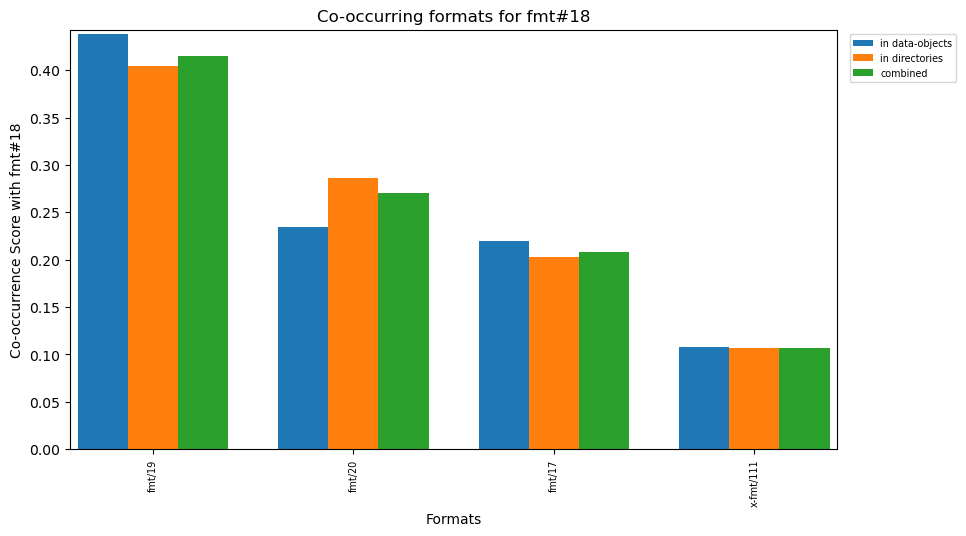 Co-occurring formats for fmt#18
in data-objects
in directories
combined
Co-occurrence Score with fmt#18
0.40
0.35
0.30
0.25
0.20
0.15
0.10
0.05
0.00
fmt/19
fmt/20
fmt/17
x-fmt/111
Formats